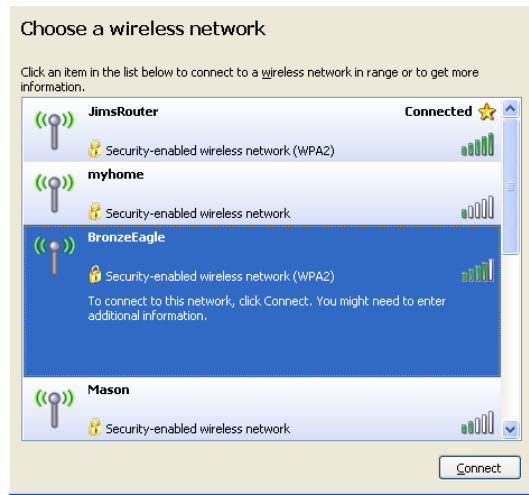 Choose a wireless network
Click an item in the list below to connect to a wireless network in range or to get more
information.
JimsRouter Connected
Security-enabled wireless network (WPA2)
myhome
Security-enabled wireless network
BronzeEagle
Security-enabled wireless network (WPA2)
To connect to this network, click Connect. You might need to enter
additional information.
Mason
Security-enabled wireless network
Connect